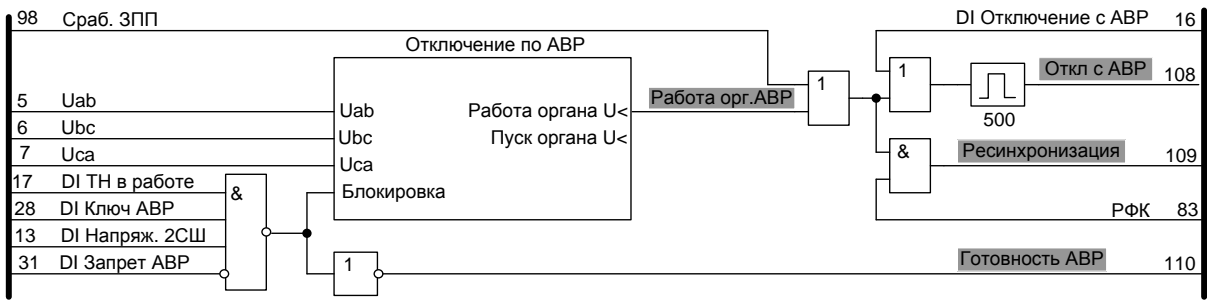 98 Сраб. ЗПП
DI Отключение с АВР 16
Отключение по АВР
1
Откл с АВР 108
500
5 Uab
Uab
Работа органа U<
Работа орг.АВР
1
6 Ubc
Ubc
Пуск органа U<
7 Uca
Uca
&
Ресинхронизация 109
17 DI ТН в работе
&
Блокировка
28 DI Ключ АВР
РФК 83
13 DI Напряж. 2СШ
31 DI Запрет АВР
1
Готовность АВР 110